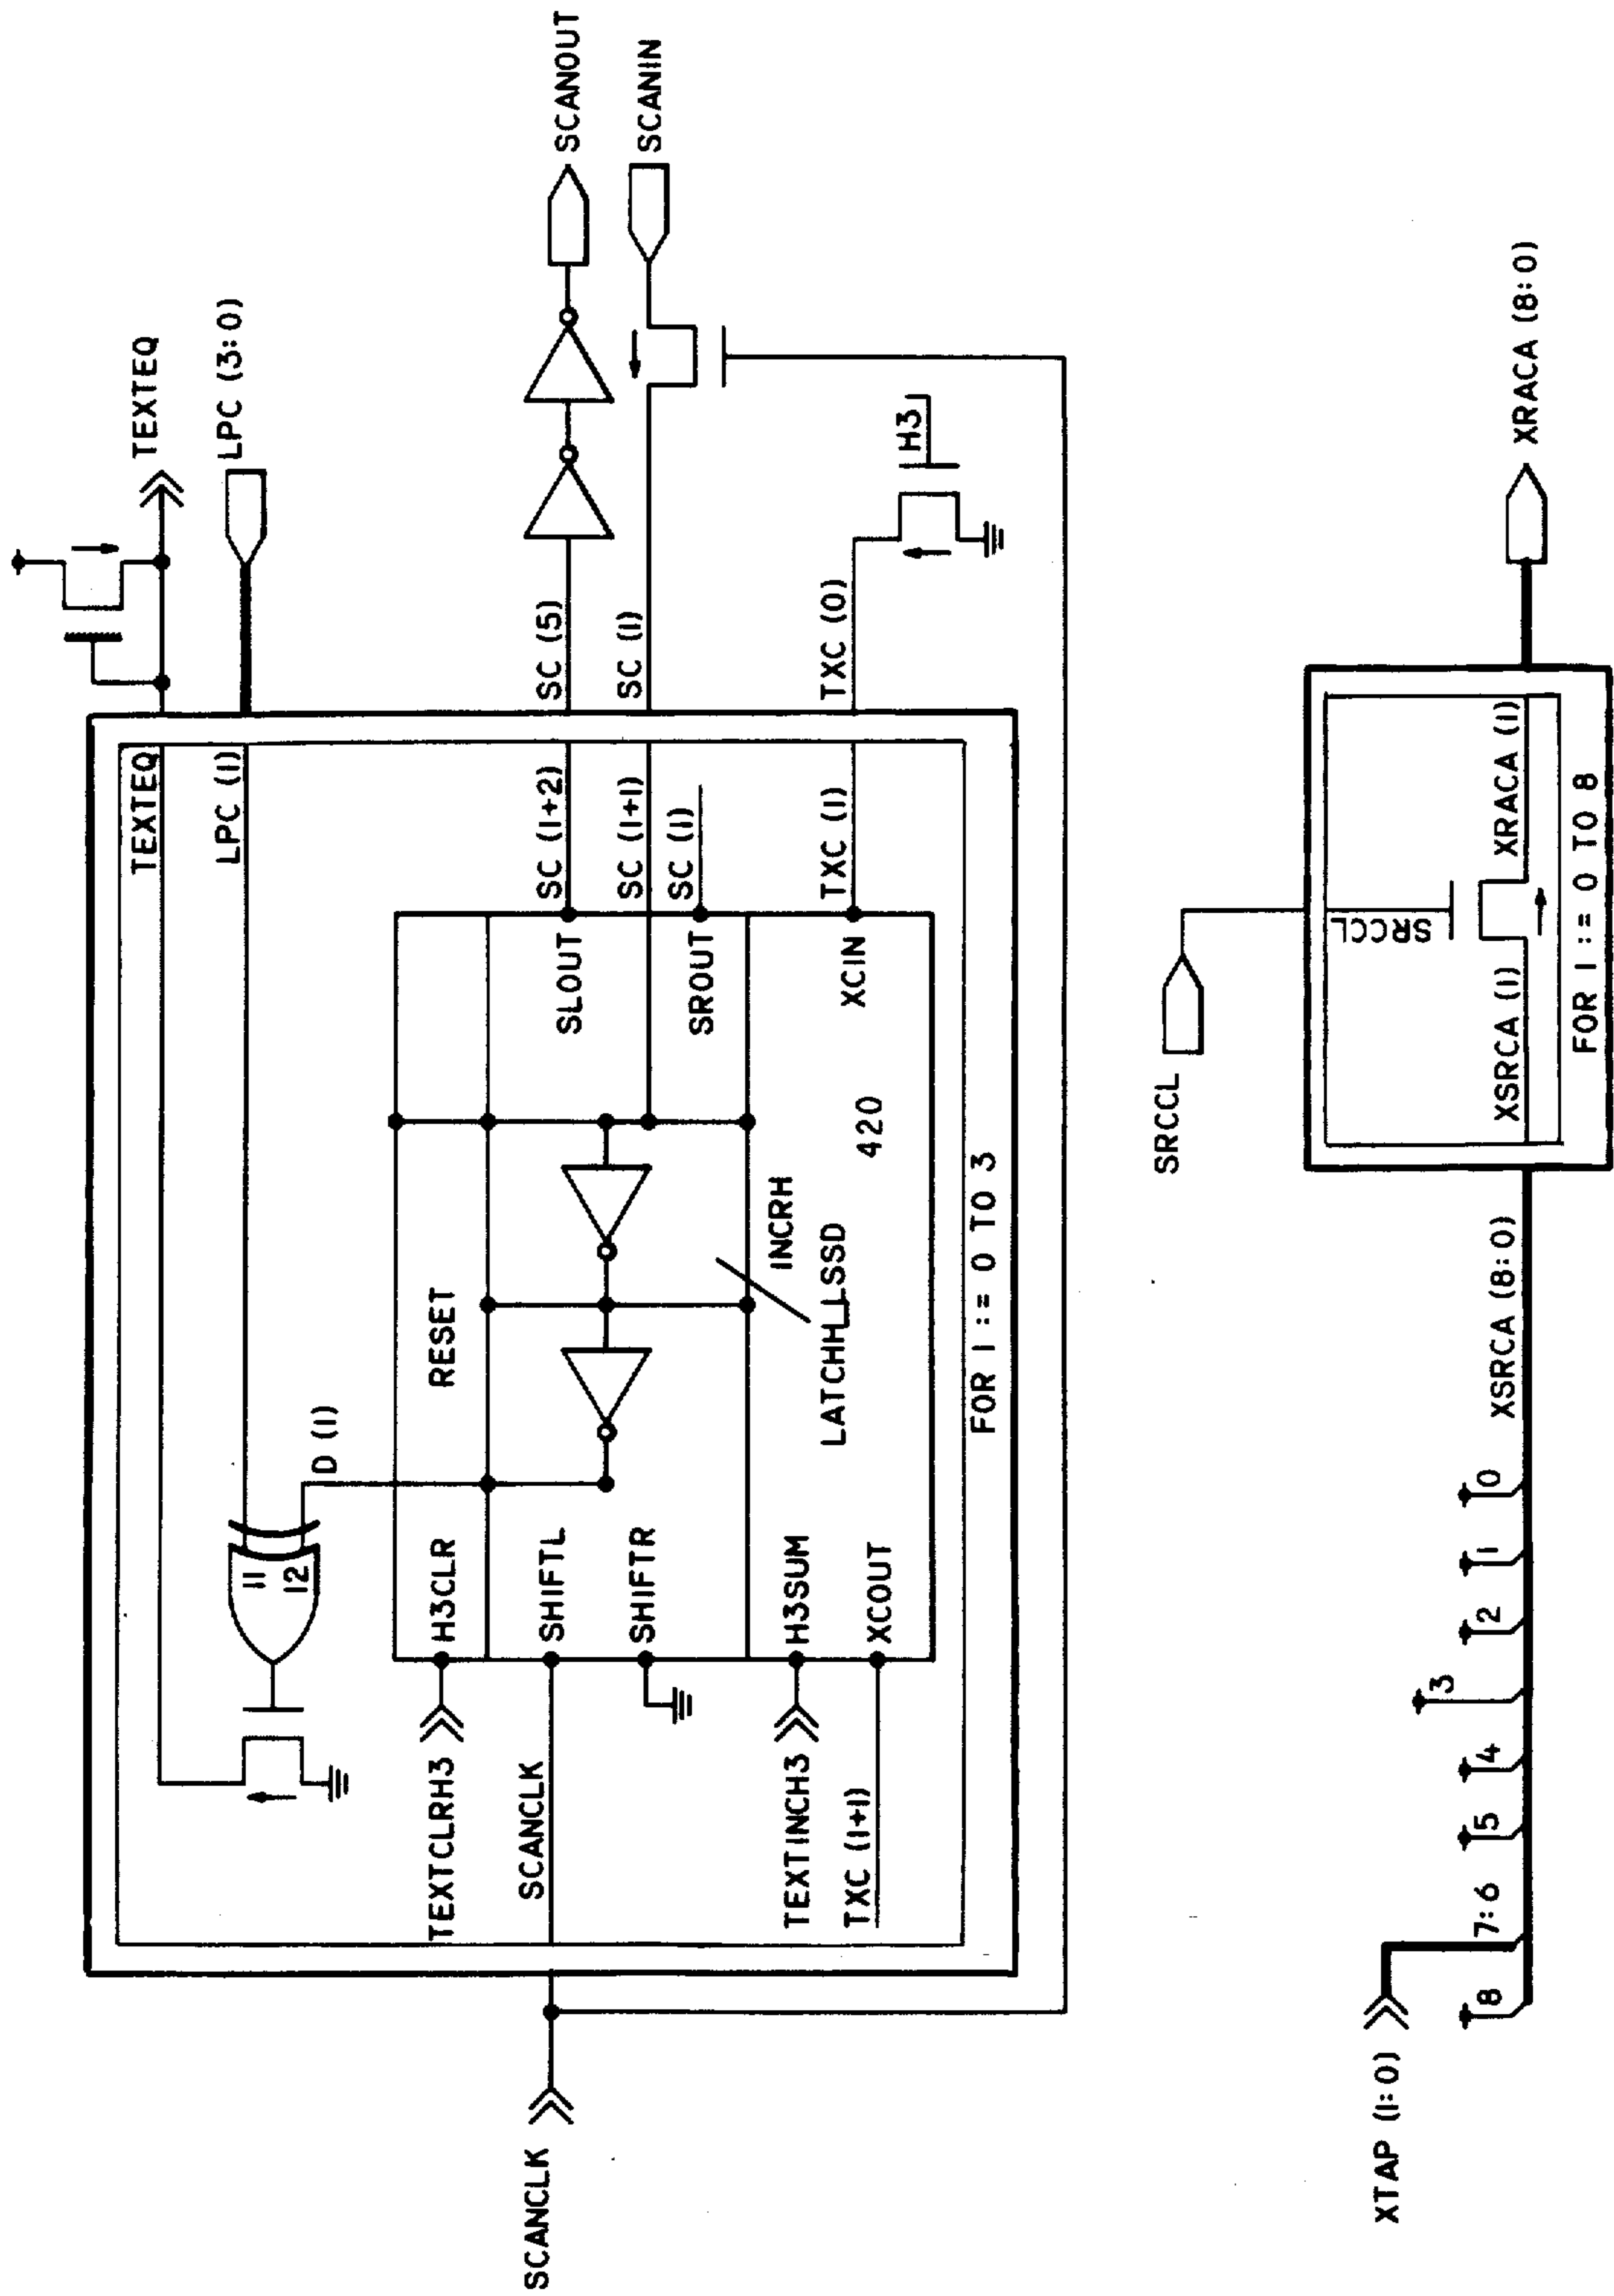 TEXTEQ
LPC (3:0)
SCANOUT
SCANIN
TEXTEQ
LPC (I)
D (I)
11
12
SC (5)
SC (1)
TXC (0)
H3
SC (I+2)
SC (I+1)
SC (I)
TXC (I)
SLOUT
SROUT
XCIN
RESET
INCRH
LATCHHLSSD
420
H3CLR
SHIFTL
SHIFTR
H3SUM
XCOUT
TEXTCLRH3
SCANCLK
TEXTINCH3
TXC (I+1)
FOR I := 0 TO 3
SCANCLK
SRCCL
SRCCL
XSRCA (I)
XRACA (I)
FOR I := 0 TO 8
XRACA (8:0)
XSRCA (8:0)
XTAP (1:0)
8
7:6
5
4
3
2
1
0